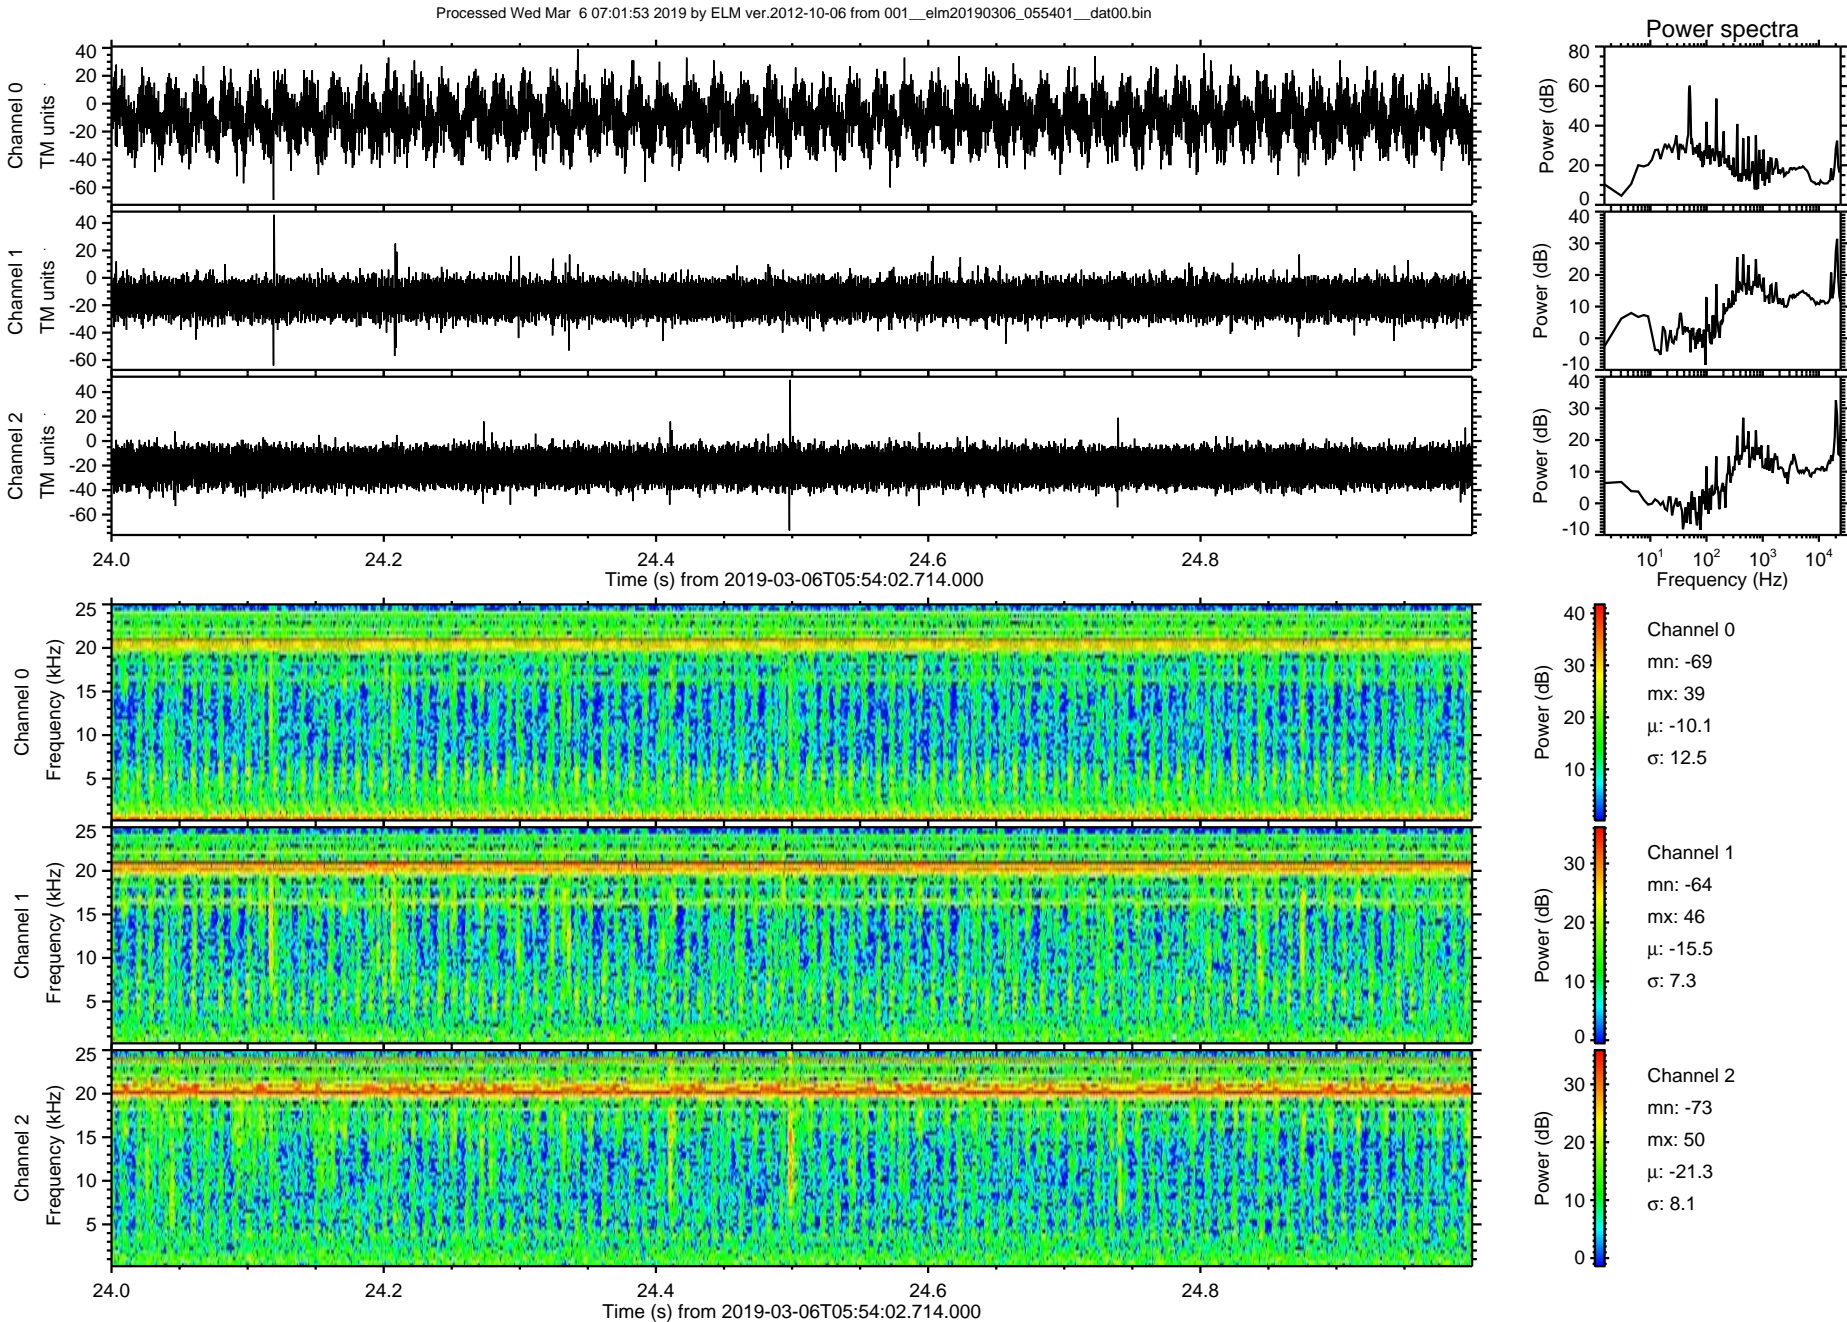 Processed Wed Mar  6 07:01:53 2019 by ELM ver.2012-10-06 from 001__elm20190306_055401__dat00.bin
Power spectra
Channel 0
TM units
40
20
0
-20
-40
-60
Power (dB)
80
60
40
20
0
Channel 1
TM units
40
20
0
-20
-40
-60
Power (dB)
40
30
20
10
0
-10
Channel 2
TM units
40
20
0
-20
-40
-60
Power (dB)
40
30
20
10
0
-10
24.0 24.2 24.4 24.6 24.8
Time (s) from 2019-03-06T05:54:02.714.000
10^1 10^2 10^3 10^4
Frequency (Hz)
Channel 0
Frequency (kHz)
25
20
15
10
5
Power (dB)
40
30
20
10
Channel 0
mn: -69
mx: 39
μ: -10.1
σ: 12.5
Channel 1
Frequency (kHz)
25
20
15
10
5
Power (dB)
30
20
10
0
Channel 1
mn: -64
mx: 46
μ: -15.5
σ: 7.3
Channel 2
Frequency (kHz)
25
20
15
10
5
Power (dB)
30
20
10
0
Channel 2
mn: -73
mx: 50
μ: -21.3
σ: 8.1
24.0 24.2 24.4 24.6 24.8
Time (s) from 2019-03-06T05:54:02.714.000